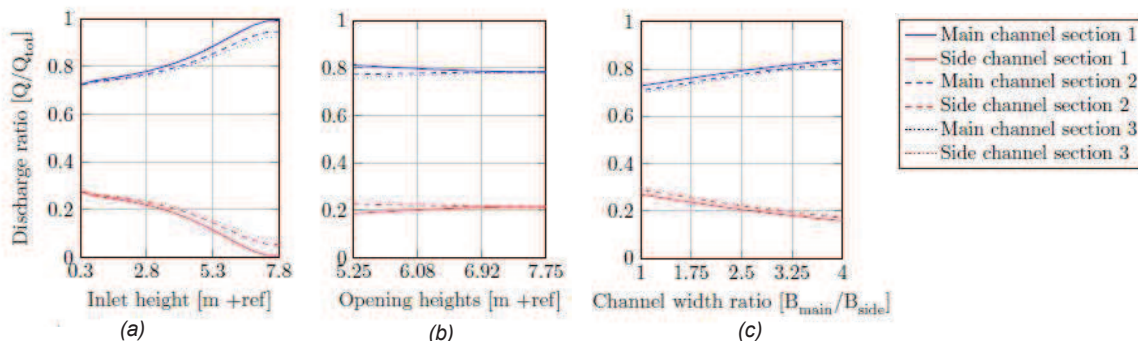 Discharge ratio [Q/Q_tot]
1
0.8
0.6
0.4
0.2
0
0.3 2.8 5.3 7.8
Inlet height [m +ref]
(a)
1
0.8
0.6
0.4
0.2
0
5.25 6.08 6.92 7.75
Opening heights [m +ref]
(b)
1
0.8
0.6
0.4
0.2
0
1 1.75 2.5 3.25 4
Channel width ratio [B_main/B_side]
(c)
Main channel section 1
Side channel section 1
Main channel section 2
Side channel section 2
Main channel section 3
Side channel section 3